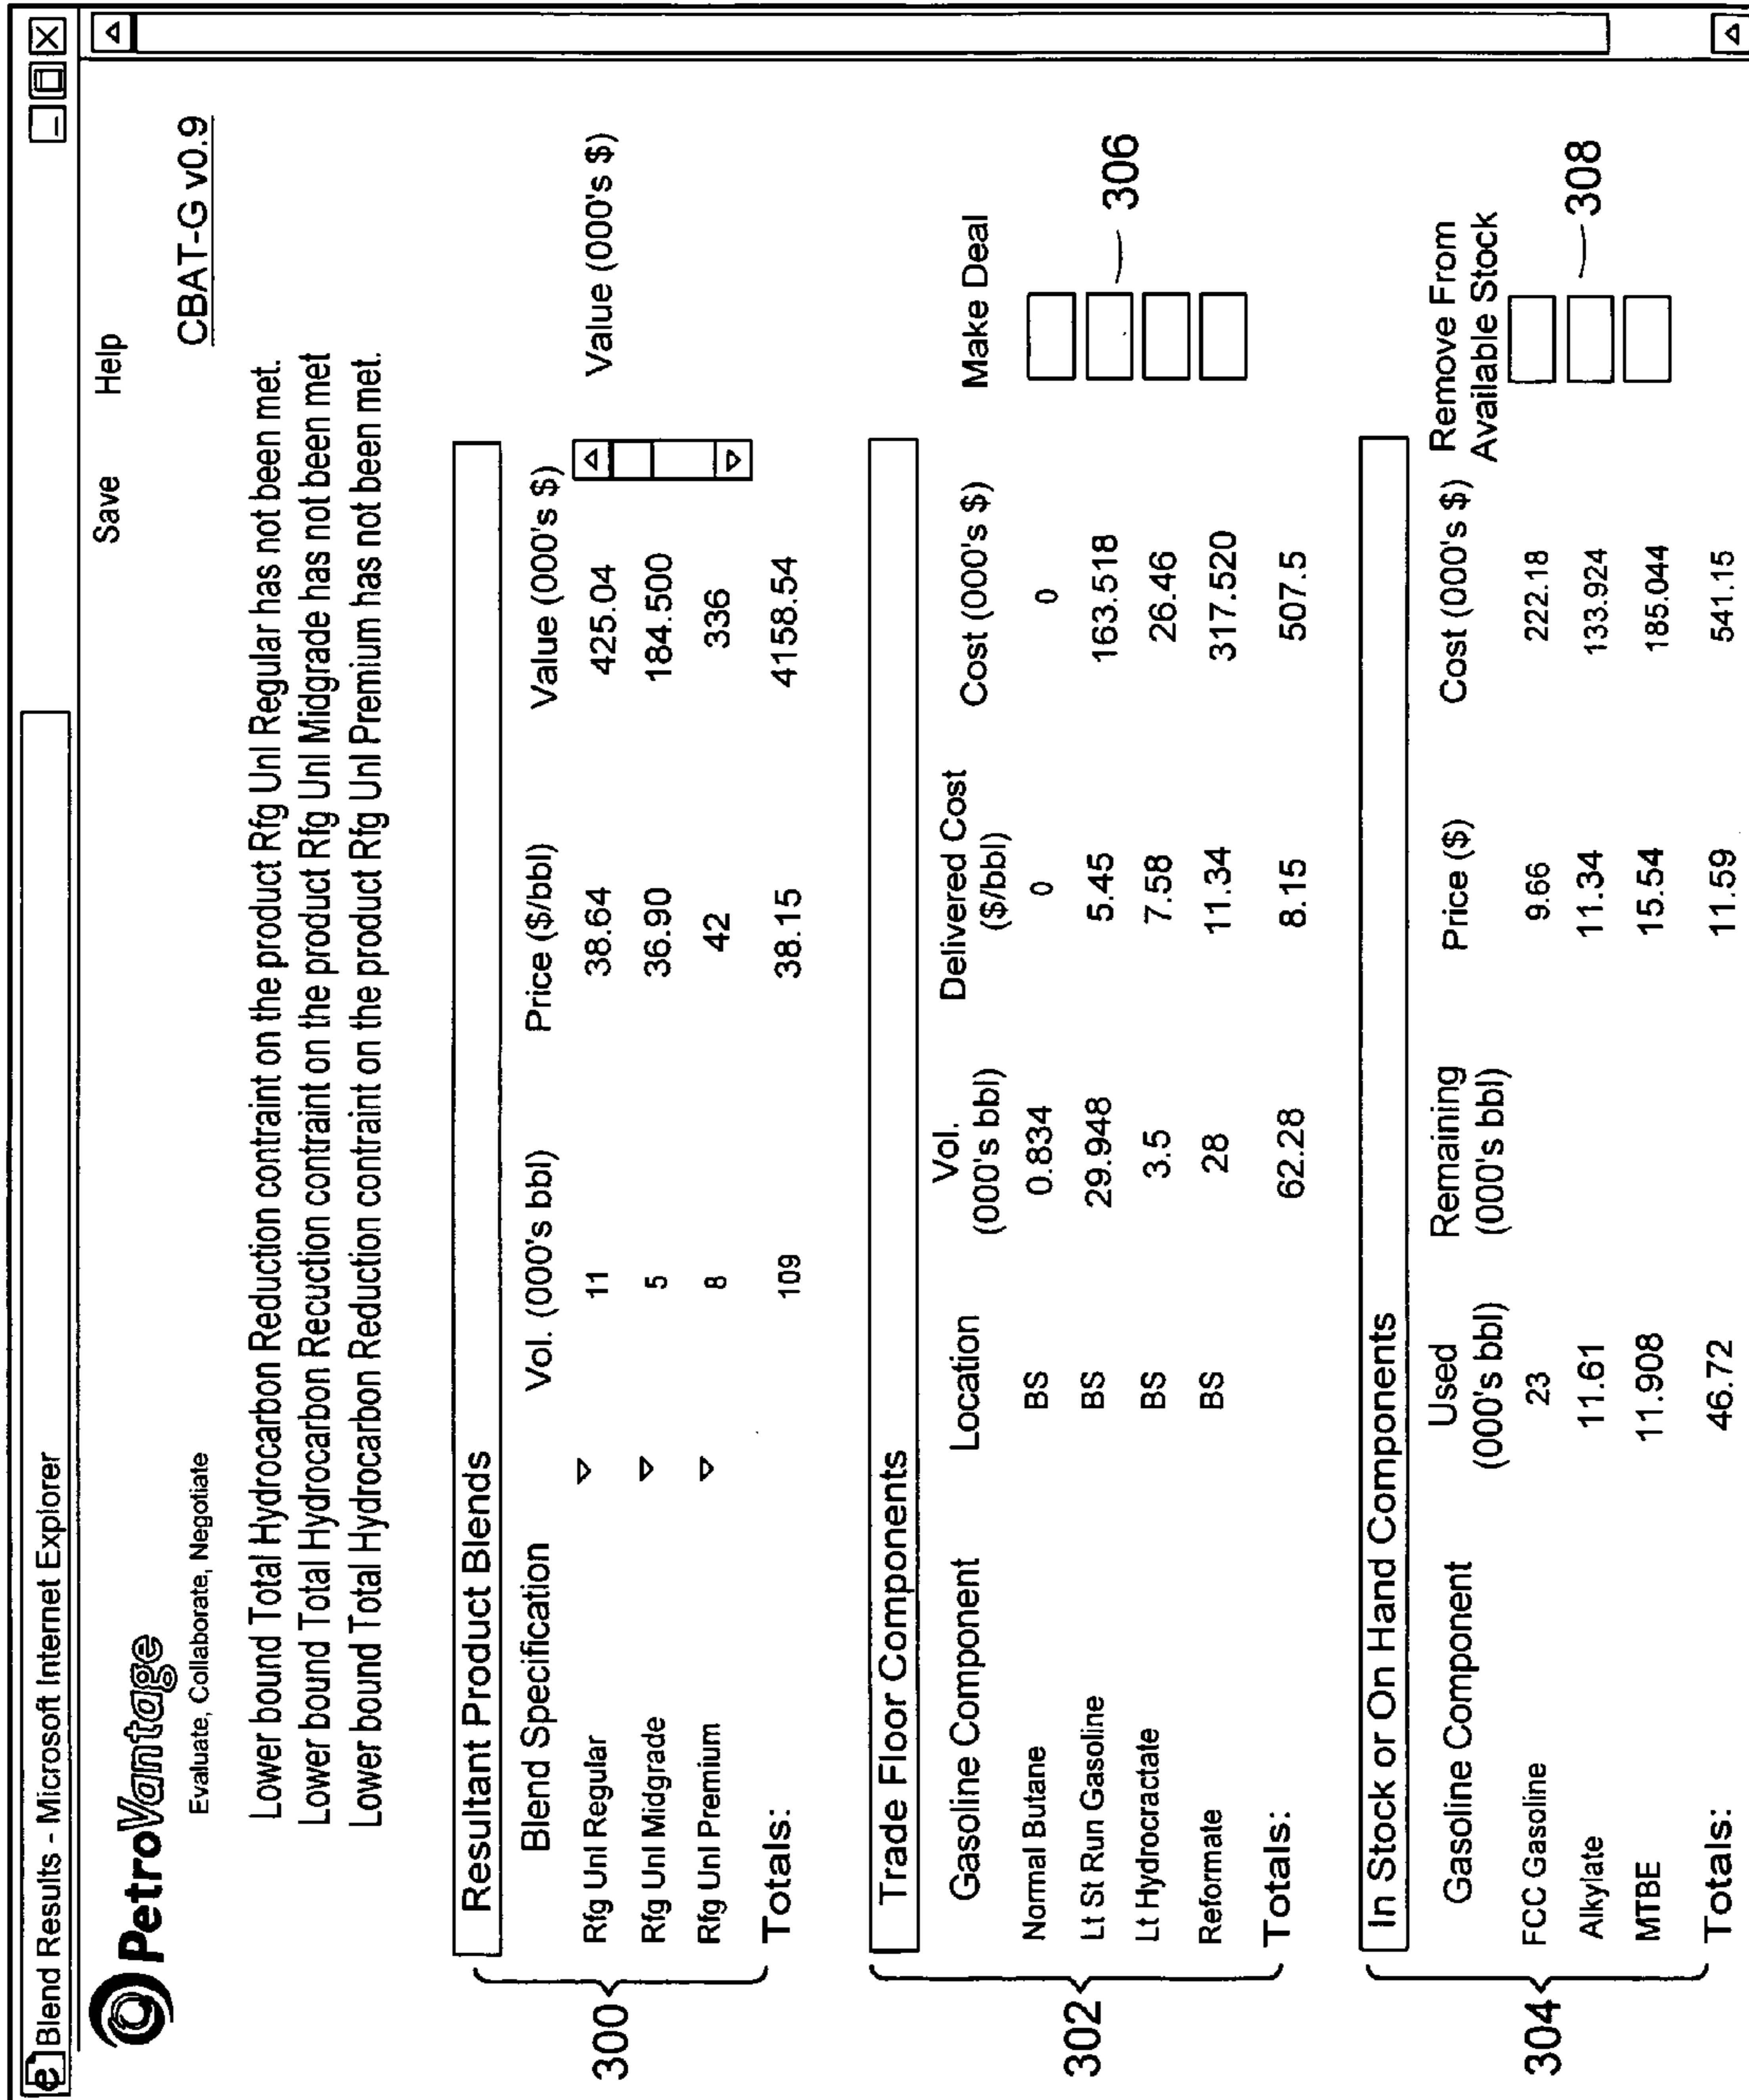 Blend Results - Microsoft Internet Explorer
Save Help
PetroVantage
Evaluate, Collaborate, Negotiate
CBAT-G v0.9
Lower bound Total Hydrocarbon Reduction contraint on the product Rfg Unl Regular has not been met.
Lower bound Total Hydrocarbon Recuction contraint on the product Rfg Unl Midgrade has not been met
Lower bound Total Hydrocarbon Reduction contraint on the product Rfg Unl Premium has not been met.
300
Resultant Product Blends
Blend Specification Vol. (000's bbl) Price ($/bbl) Value (000's $) Value (000's $)
Rfg Unl Regular 11 38.64 425.04
Rfg Unl Midgrade 5 36.90 184.500
Rfg Unl Premium 8 42 336
Totals: 109 38.15 4158.54
302
Trade Floor Components
Gasoline Component Location Vol. (000's bbl) Delivered Cost ($/bbl) Cost (000's $) Make Deal
Normal Butane BS 0.834 0 0
Lt St Run Gasoline BS 29.948 5.45 163.518 306
Lt Hydrocractate BS 3.5 7.58 26.46
Reformate BS 28 11.34 317.520
Totals: 62.28 8.15 507.5
304
In Stock or On Hand Components
Gasoline Component Used (000's bbl) Remaining (000's bbl) Price ($) Cost (000's $) Remove From Available Stock
FCC Gasoline 23 9.66 222.18
Alkylate 11.61 11.34 133.924 308
MTBE 11.908 15.54 185.044
Totals: 46.72 11.59 541.15